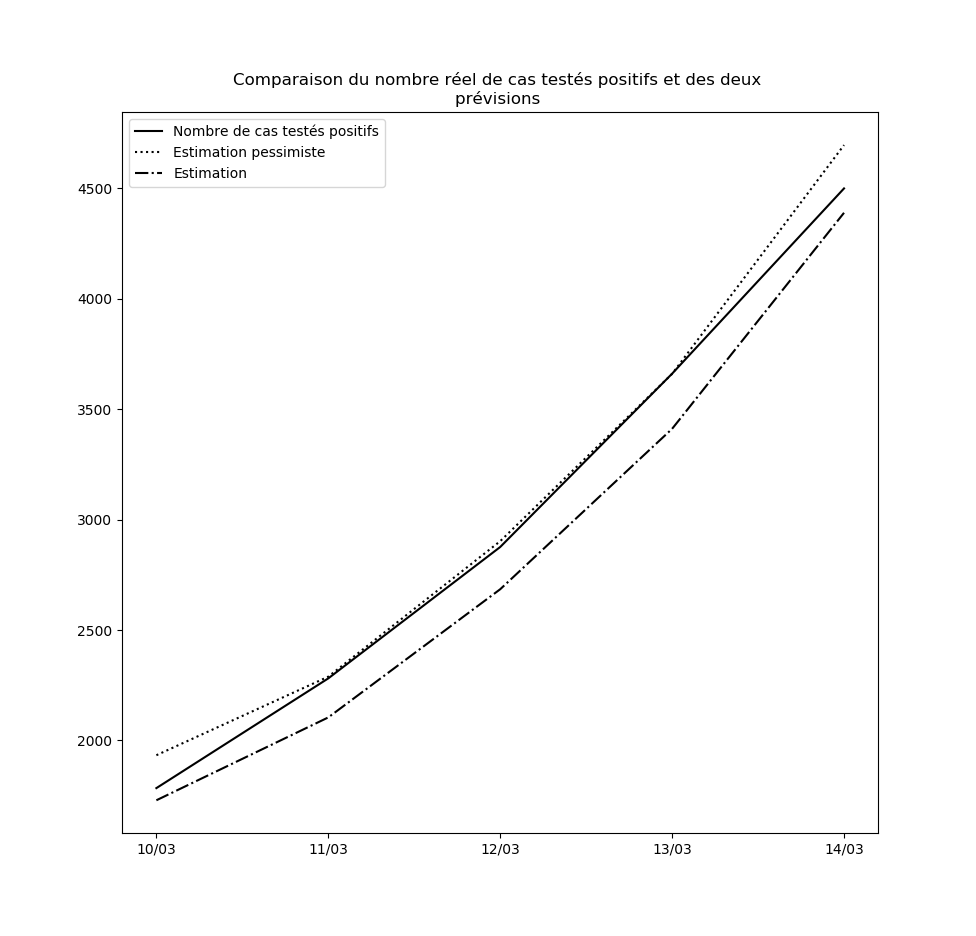 Comparaison du nombre réel de cas testés positifs et des deux
prévisions
Nombre de cas testés positifs
Estimation pessimiste
Estimation
4500
4000
3500
3000
2500
2000
10/03 11/03 12/03 13/03 14/03